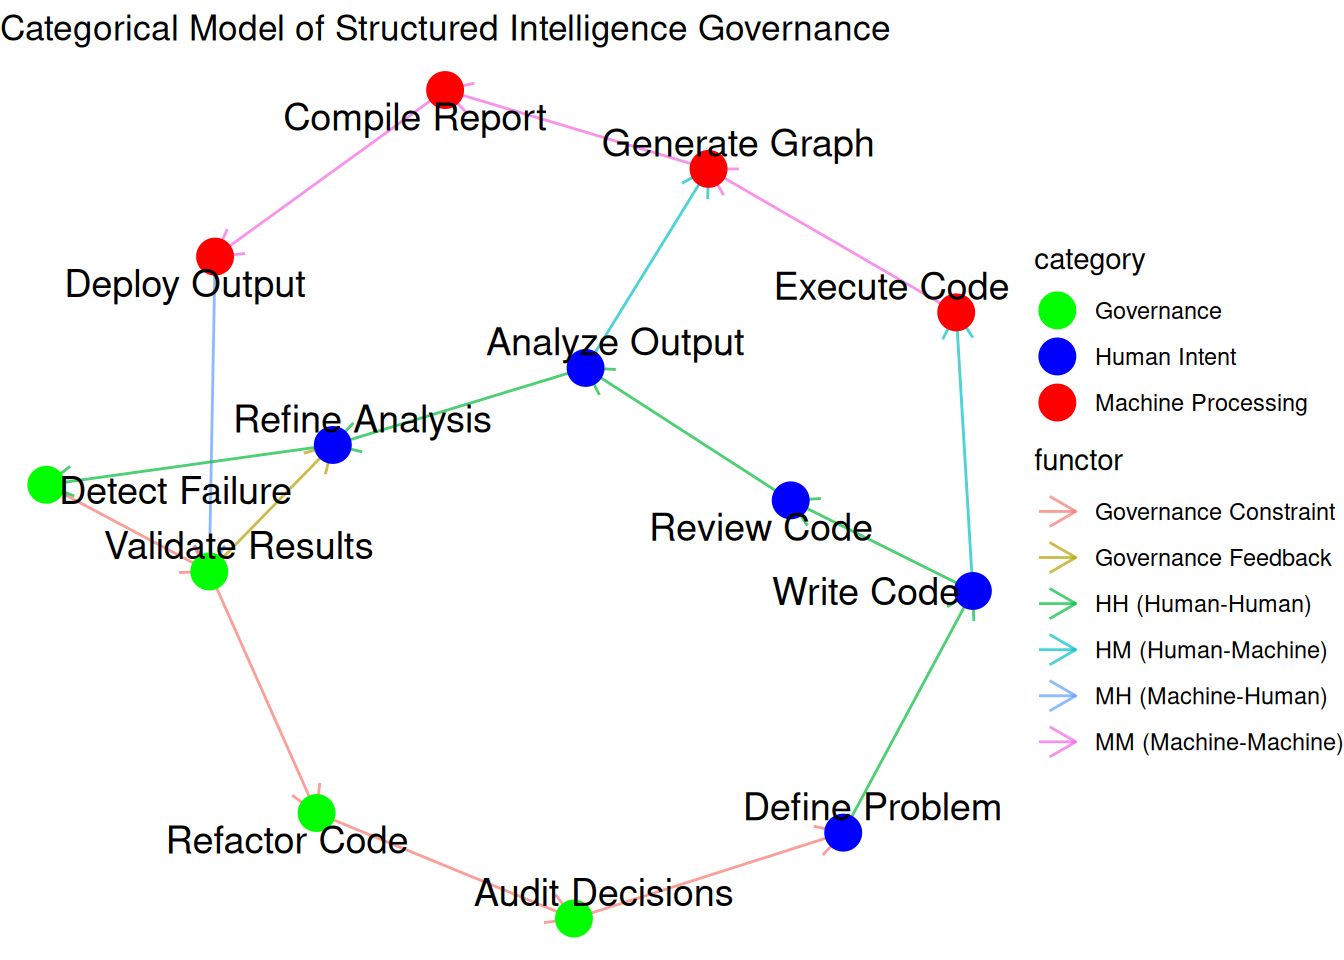 Categorical Model of Structured Intelligence Governance
Compile Report
Generate Graph
Deploy Output
Execute Code
Analyze Output
Refine Analysis
Detect Failure
Validate Results
Review Code
Write Code
Define Problem
Refactor Code
Audit Decisions
category
Governance
Human Intent
Machine Processing
functor
Governance Constraint
Governance Feedback
HH (Human-Human)
HM (Human-Machine)
MH (Machine-Human)
MM (Machine-Machine)